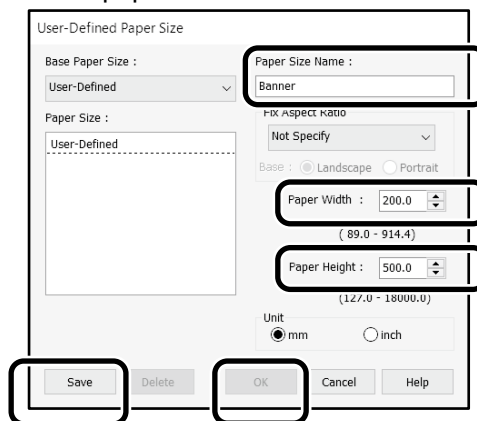 User-Defined Paper Size
Base Paper Size :
User-Defined
Paper Size :
User-Defined
Paper Size Name :
Banner
Fix Aspect Ratio
Not Specify
Base : Landscape Portrait
Paper Width : 200.0
( 89.0 - 914.4)
Paper Height : 500.0
(127.0 - 18000.0)
Unit
mm inch
Save Delete OK Cancel Help